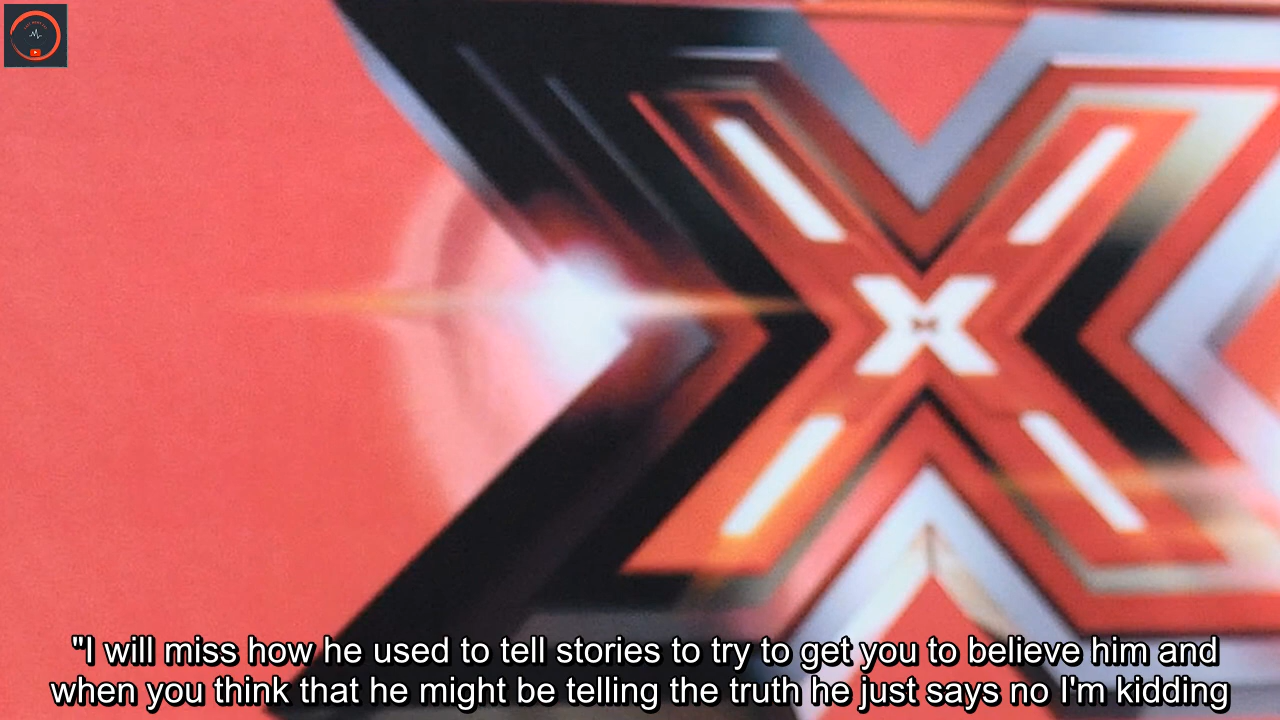 "I will miss how he used to tell stories to try to get you to believe him and
when you think that he might be telling the truth he just says no I'm kidding